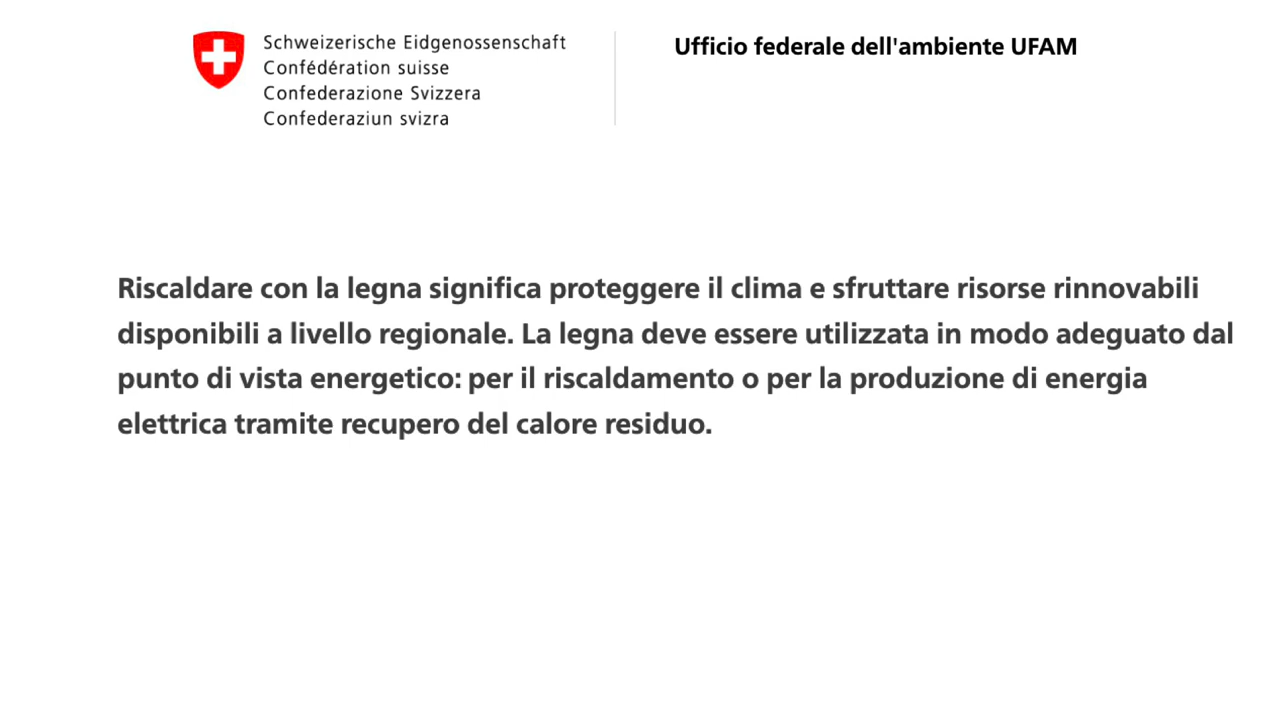 Schweizerische Eidgenossenschaft
Confédération suisse
Confederazione Svizzera
Confederaziun svizra
Ufficio federale dell'ambiente UFAM
Riscaldare con la legna significa proteggere il clima e sfruttare risorse rinnovabili
disponibili a livello regionale. La legna deve essere utilizzata in modo adeguato dal
punto di vista energetico: per il riscaldamento o per la produzione di energia
elettrica tramite recupero del calore residuo.